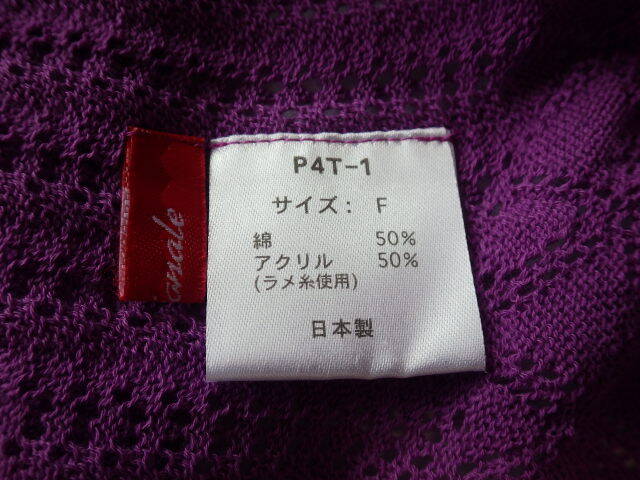 P4T-1
サイズ: F
綿 50%
アクリル 50%
(ラメ糸使用)
日本製